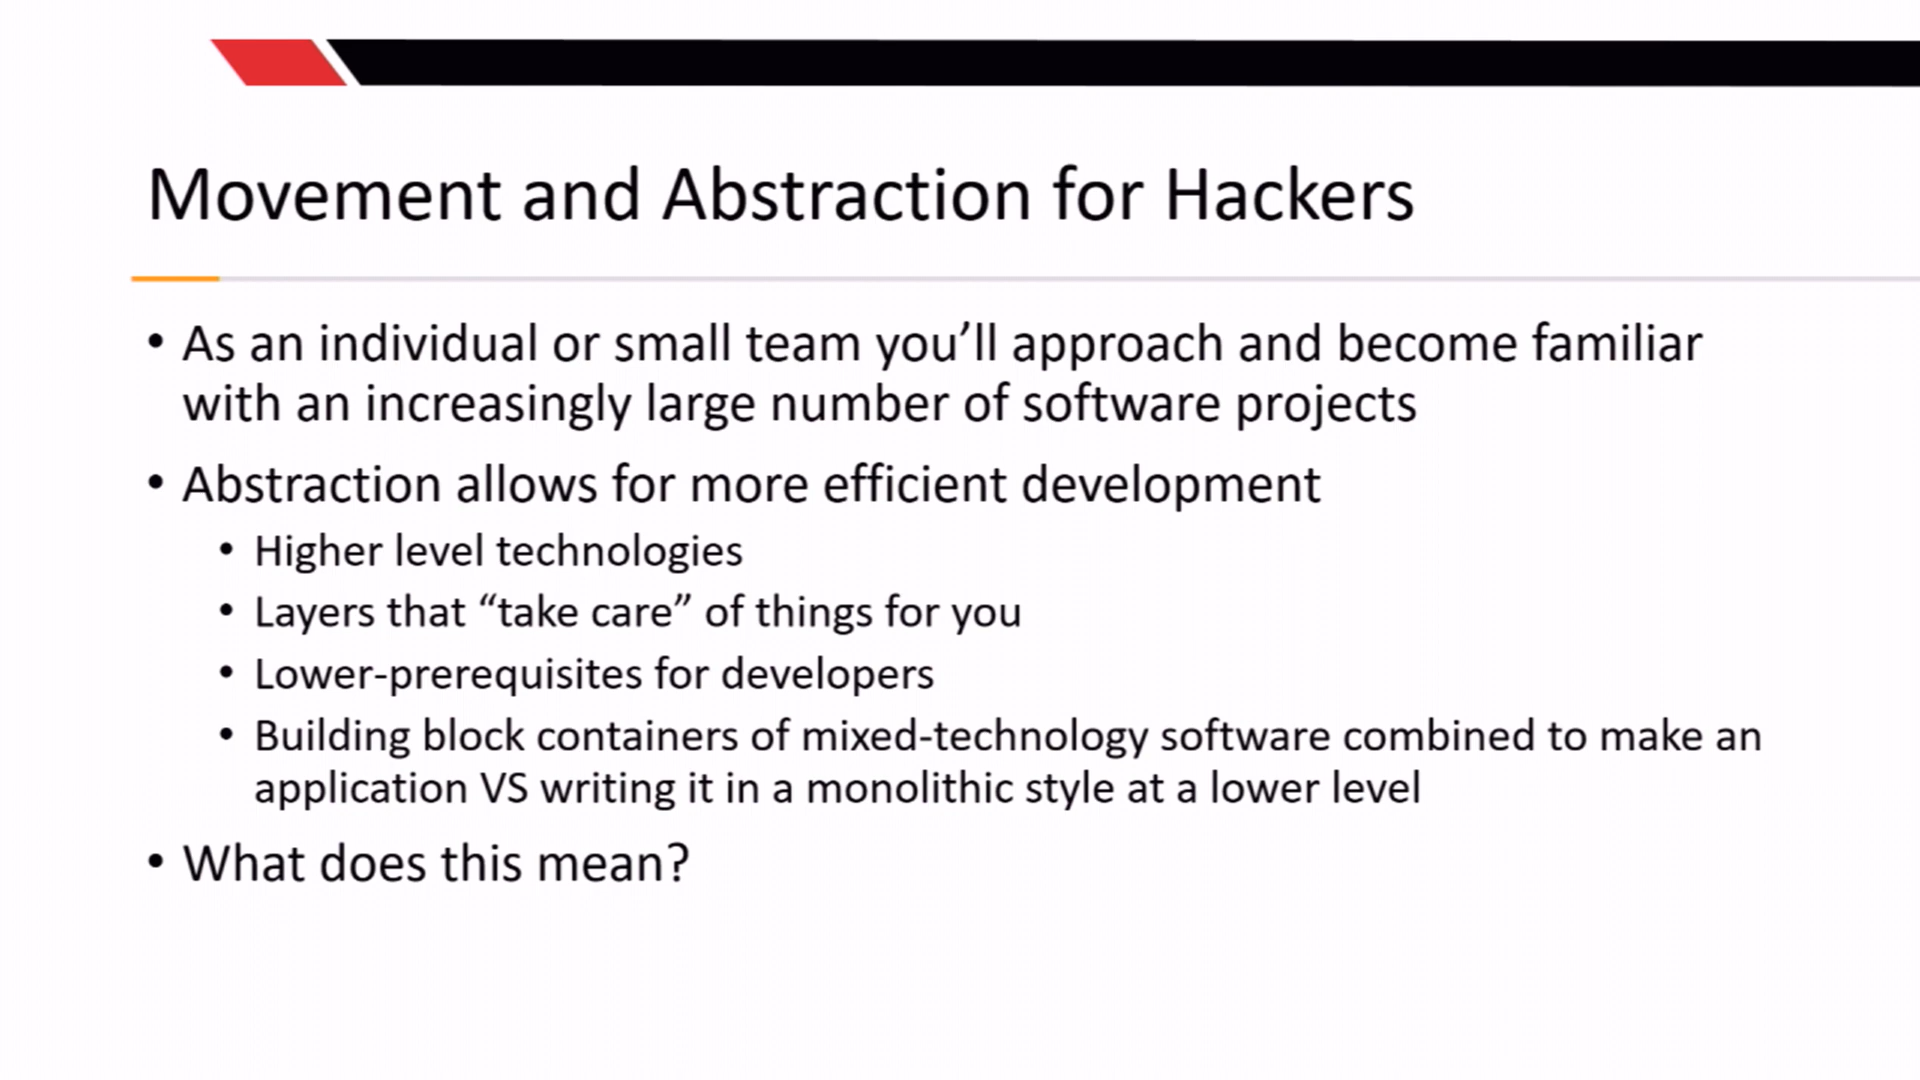 Movement and Abstraction for Hackers
• As an individual or small team you’ll approach and become familiar
with an increasingly large number of software projects
• Abstraction allows for more efficient development
• Higher level technologies
• Layers that “take care” of things for you
• Lower-prerequisites for developers
• Building block containers of mixed-technology software combined to make an
application VS writing it in a monolithic style at a lower level
• What does this mean?